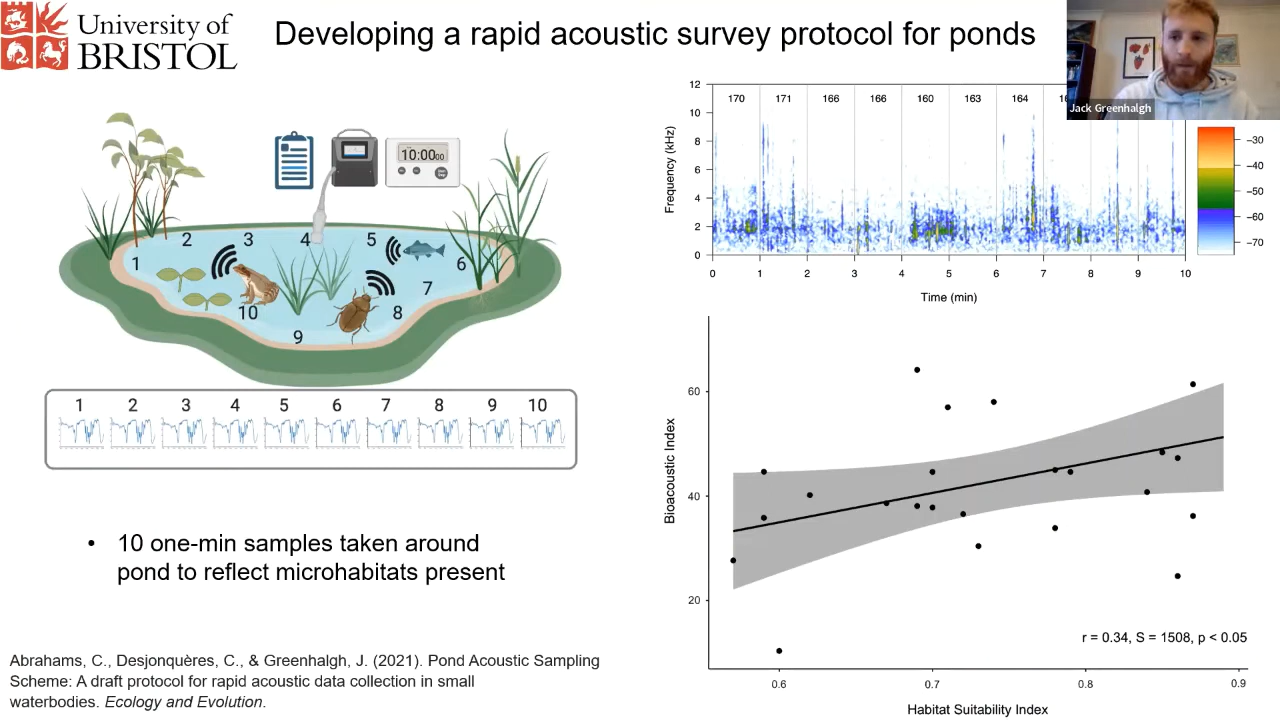 University of
BRISTOL
Developing a rapid acoustic survey protocol for ponds
Jack Greenhalgh
10:00:00
1
2
3
4
5
6
7
8
9
10
1 2 3 4 5 6 7 8 9 10
• 10 one-min samples taken around
pond to reflect microhabitats present
Abrahams, C., Desjonquères, C., & Greenhalgh, J. (2021). Pond Acoustic Sampling
Scheme: A draft protocol for rapid acoustic data collection in small
waterbodies. Ecology and Evolution.
Frequency (kHz)
12
10
8
6
4
2
0
170 171 166 166 160 163 164
0 1 2 3 4 5 6 7 8 9 10
Time (min)
−30
−40
−50
−60
−70
Bioacoustic Index
60
40
20
r = 0.34, S = 1508, p < 0.05
0.6 0.7 0.8 0.9
Habitat Suitability Index